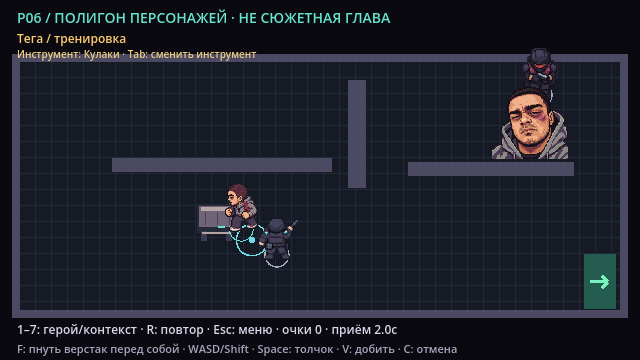 P06 / ПОЛИГОН ПЕРСОНАЖЕЙ · НЕ СЮЖЕТНАЯ ГЛАВА
Тега / тренировка
Инструмент: Кулаки · Tab: сменить инструмент
1–7: герой/контекст · R: повтор · Esc: меню · очки 0 · приём 2.0с
F: пнуть верстак перед собой · WASD/Shift · Space: толчок · V: добить · C: отмена